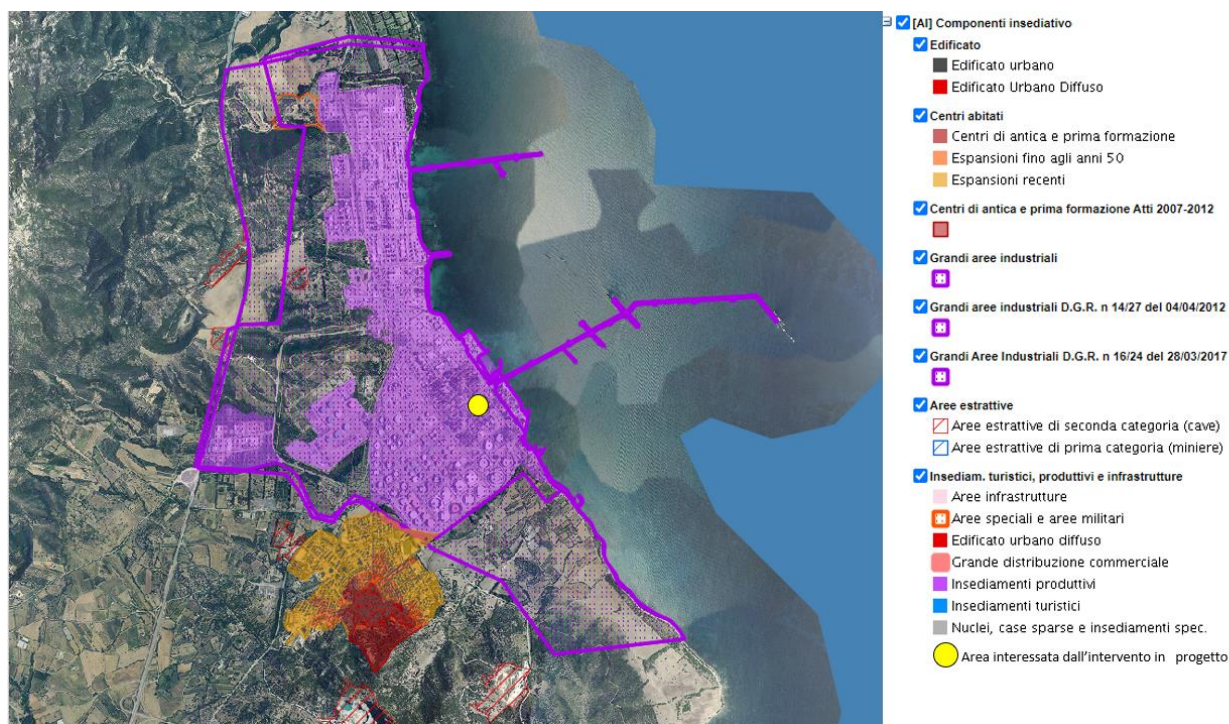 [AI] Componenti insediativo
Edificato
Edificato urbano
Edificato Urbano Diffuso
Centri abitati
Centri di antica e prima formazione
Espansioni fino agli anni 50
Espansioni recenti
Centri di antica e prima formazione Atti 2007-2012
Grandi aree industriali
Grandi aree industriali D.G.R. n 14/27 del 04/04/2012
Grandi Aree Industriali D.G.R. n 16/24 del 28/03/2017
Aree estrattive
Aree estrattive di seconda categoria (cave)
Aree estrattive di prima categoria (miniere)
Insediam. turistici, produttivi e infrastrutture
Aree infrastrutture
Aree speciali e aree militari
Edificato urbano diffuso
Grande distribuzione commerciale
Insediamenti produttivi
Insediamenti turistici
Nuclei, case sparse e insediamenti spec.
Area interessata dall'intervento in progetto